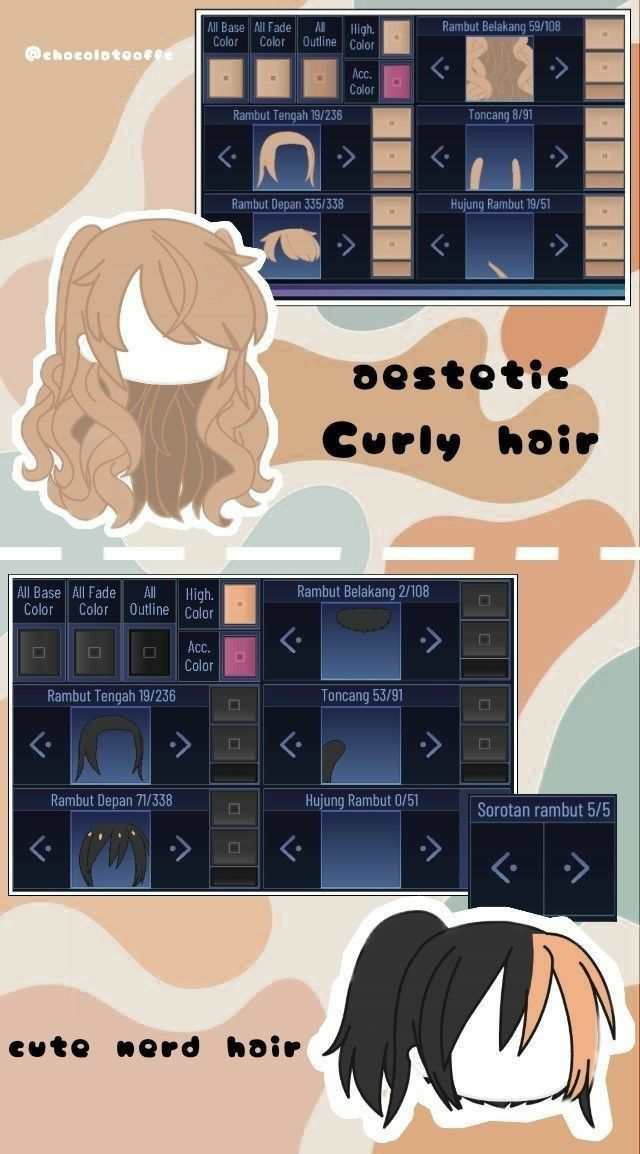 @chocolateoffc
All Base Color
All Fade Color
All Outline
High. Color
Acc. Color
Rambut Belakang 59/108
Rambut Tengah 19/236
Toncang 8/91
Rambut Depan 335/338
Hujung Rambut 19/51
aestetic
Curly hair
All Base Color
All Fade Color
All Outline
High. Color
Acc. Color
Rambut Belakang 2/108
Rambut Tengah 19/236
Toncang 53/91
Rambut Depan 71/338
Hujung Rambut 0/51
Sorotan rambut 5/5
cute nerd hair